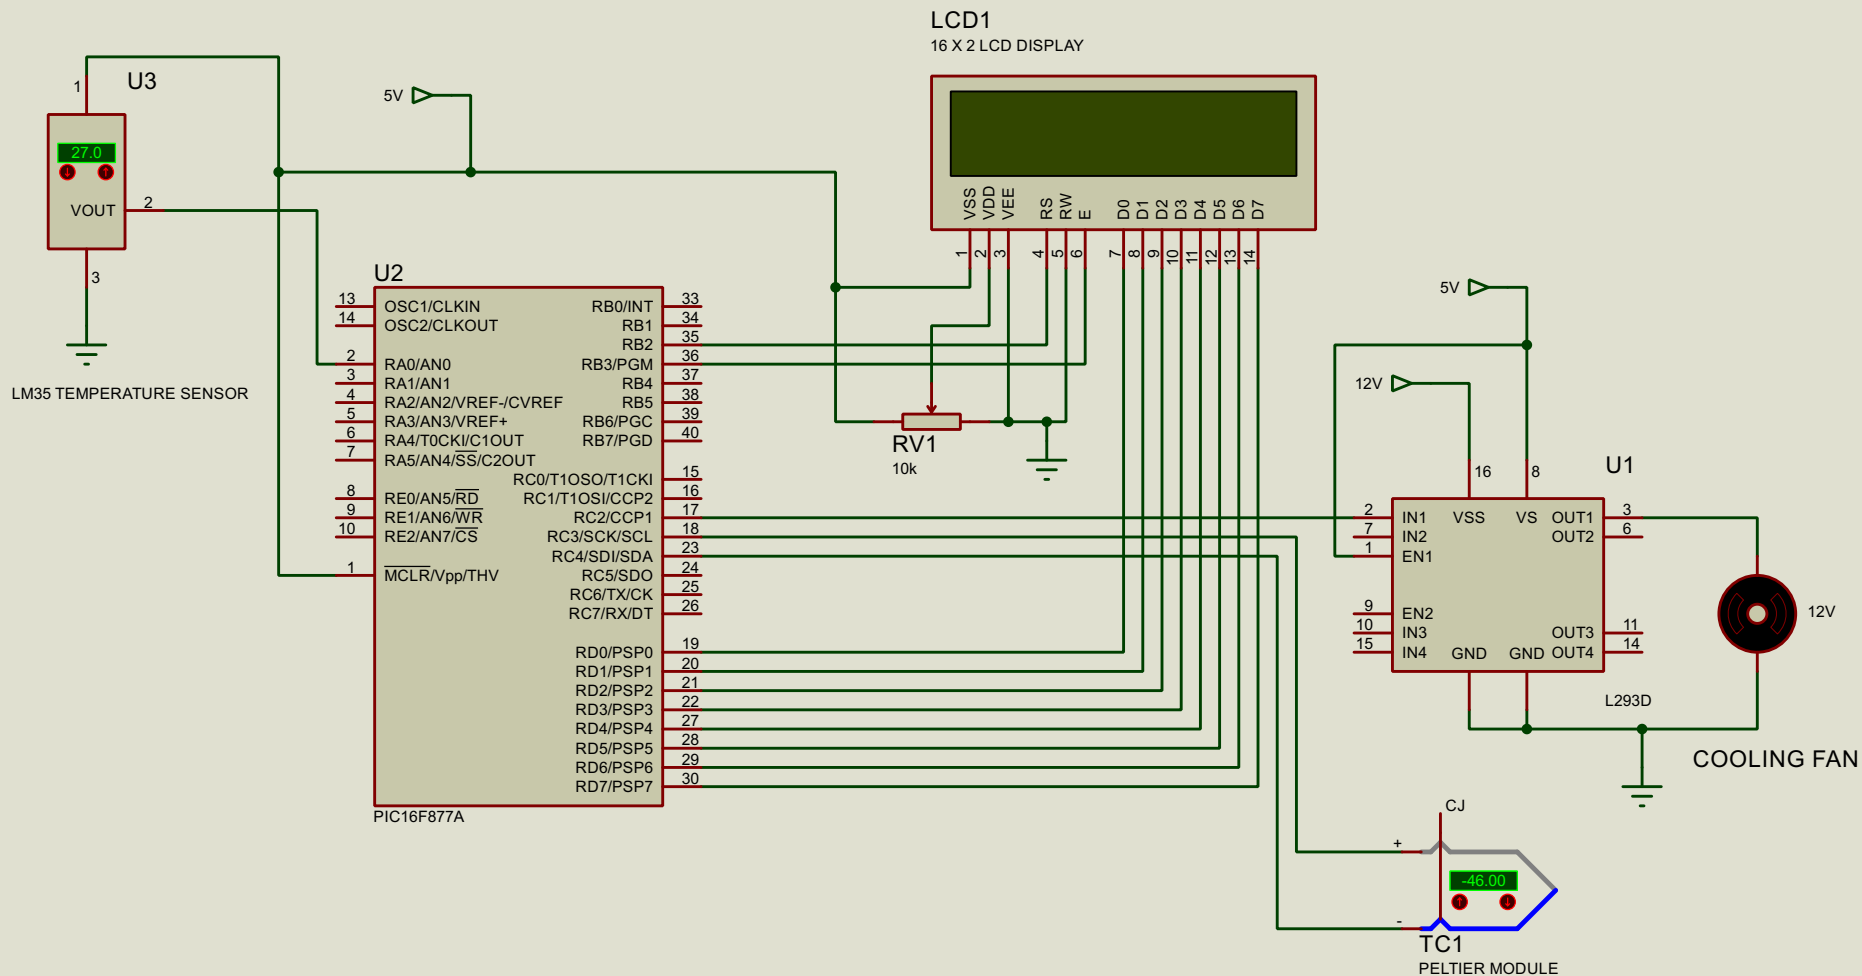 LCD1
16 X 2 LCD DISPLAY
U3
1
27.0
VOUT
2
3
LM35 TEMPERATURE SENSOR
5V
VSS
VDD
VEE
RS
RW
E
D0
D1
D2
D3
D4
D5
D6
D7
1
2
3
4
5
6
7
8
9
10
11
12
13
14
U2
13 OSC1/CLKIN
14 OSC2/CLKOUT
2 RA0/AN0
3 RA1/AN1
4 RA2/AN2/VREF-/CVREF
5 RA3/AN3/VREF+
6 RA4/T0CKI/C1OUT
7 RA5/AN4/SS/C2OUT
8 RE0/AN5/RD
9 RE1/AN6/WR
10 RE2/AN7/CS
1 MCLR/Vpp/THV
RB0/INT 33
RB1 34
RB2 35
RB3/PGM 36
RB4 37
RB5 38
RB6/PGC 39
RB7/PGD 40
RC0/T1OSO/T1CKI 15
RC1/T1OSI/CCP2 16
RC2/CCP1 17
RC3/SCK/SCL 18
RC4/SDI/SDA 23
RC5/SDO 24
RC6/TX/CK 25
RC7/RX/DT 26
RD0/PSP0 19
RD1/PSP1 20
RD2/PSP2 21
RD3/PSP3 22
RD4/PSP4 27
RD5/PSP5 28
RD6/PSP6 29
RD7/PSP7 30
PIC16F877A
RV1
10k
5V
12V
U1
16
8
2 IN1 VSS VS OUT1 3
7 IN2 OUT2 6
1 EN1
9 EN2
10 IN3 OUT3 11
15 IN4 GND GND OUT4 14
L293D
12V
COOLING FAN
CJ
+
-46.00
-
TC1
PELTIER MODULE